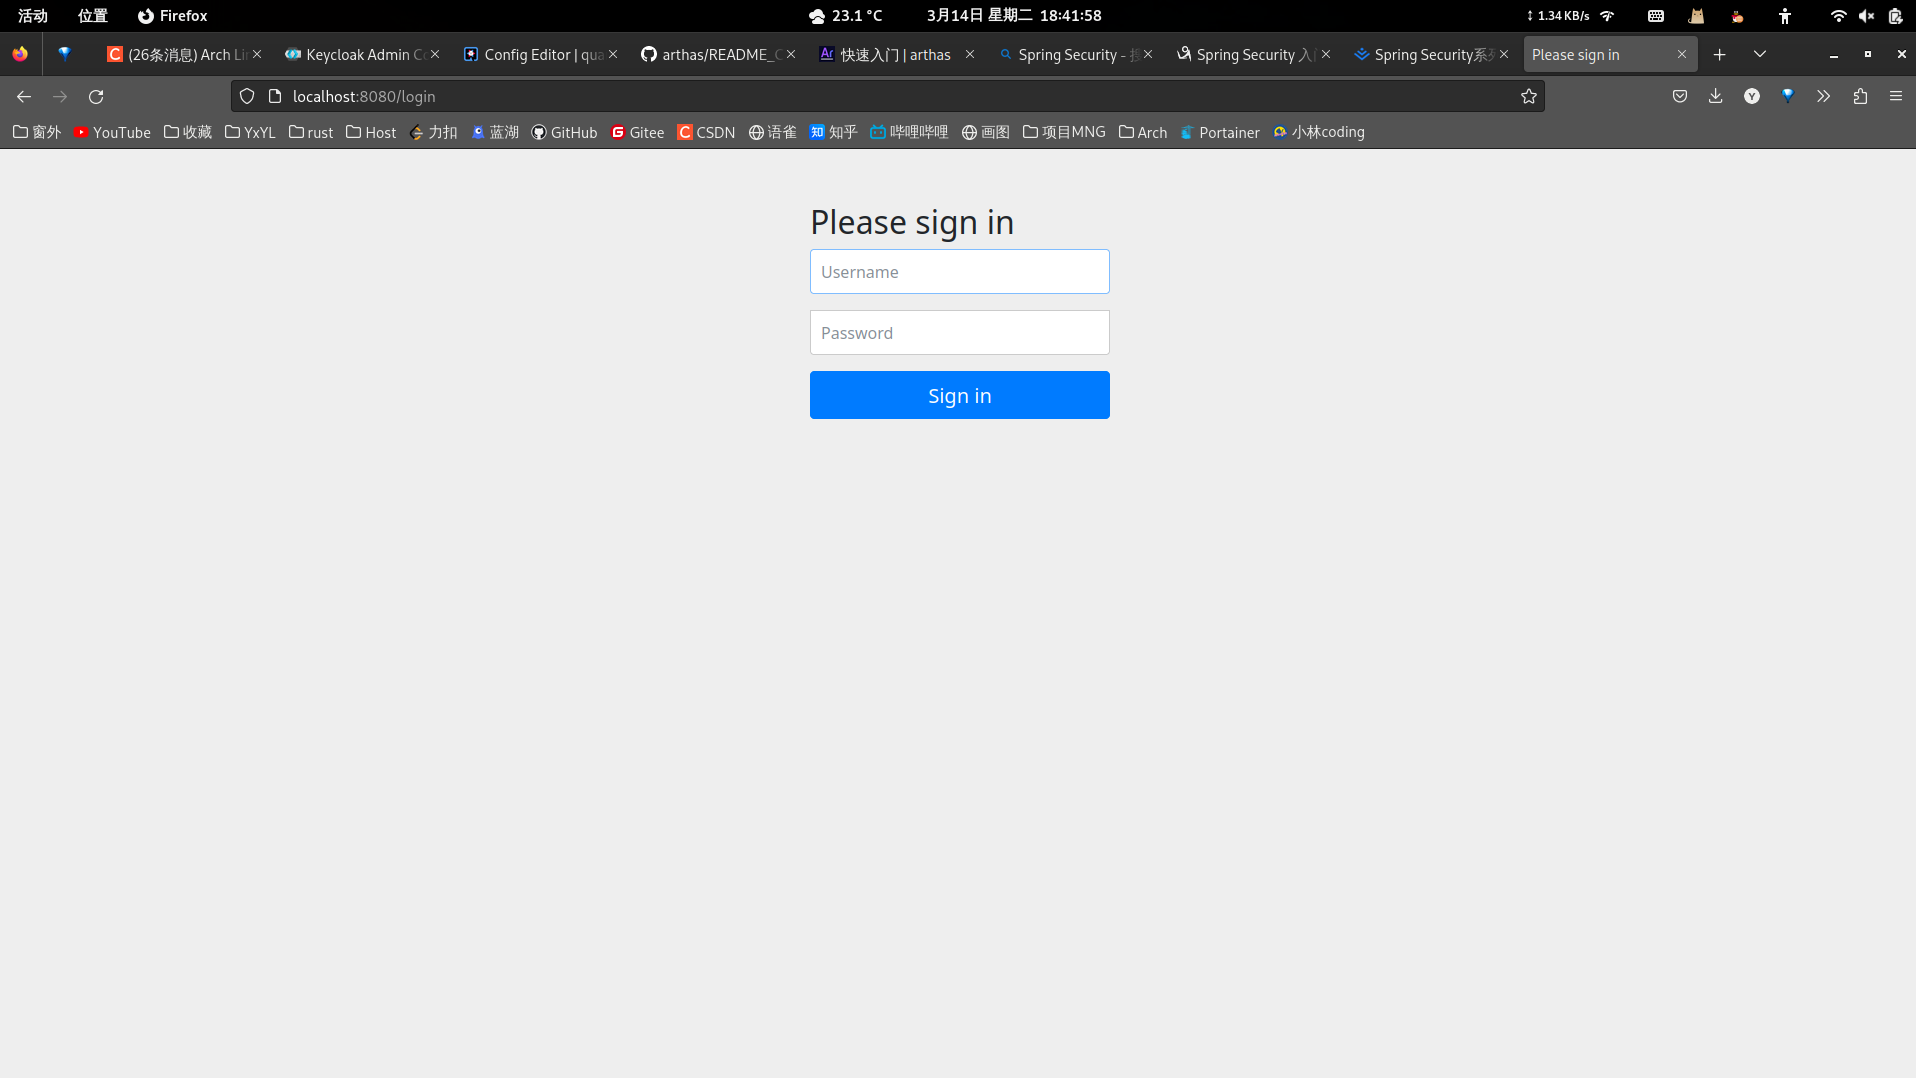 活动 位置 Firefox 23.1 °C 3月14日 星期二 18:41:58 1.34 KB/s
(26条消息) Arch Li Keycloak Admin Co Config Editor | qua arthas/README_C 快速入门 | arthas Spring Security - Spring Security 入 Spring Security系 Please sign in
localhost:8080/login Y
窗外 YouTube 收藏 YxYL rust Host 力扣 蓝湖 GitHub Gitee CSDN 语雀 知乎 哔哩哔哩 画图 项目MNG Arch Portainer 小林coding
Please sign in
Username
Password
Sign in